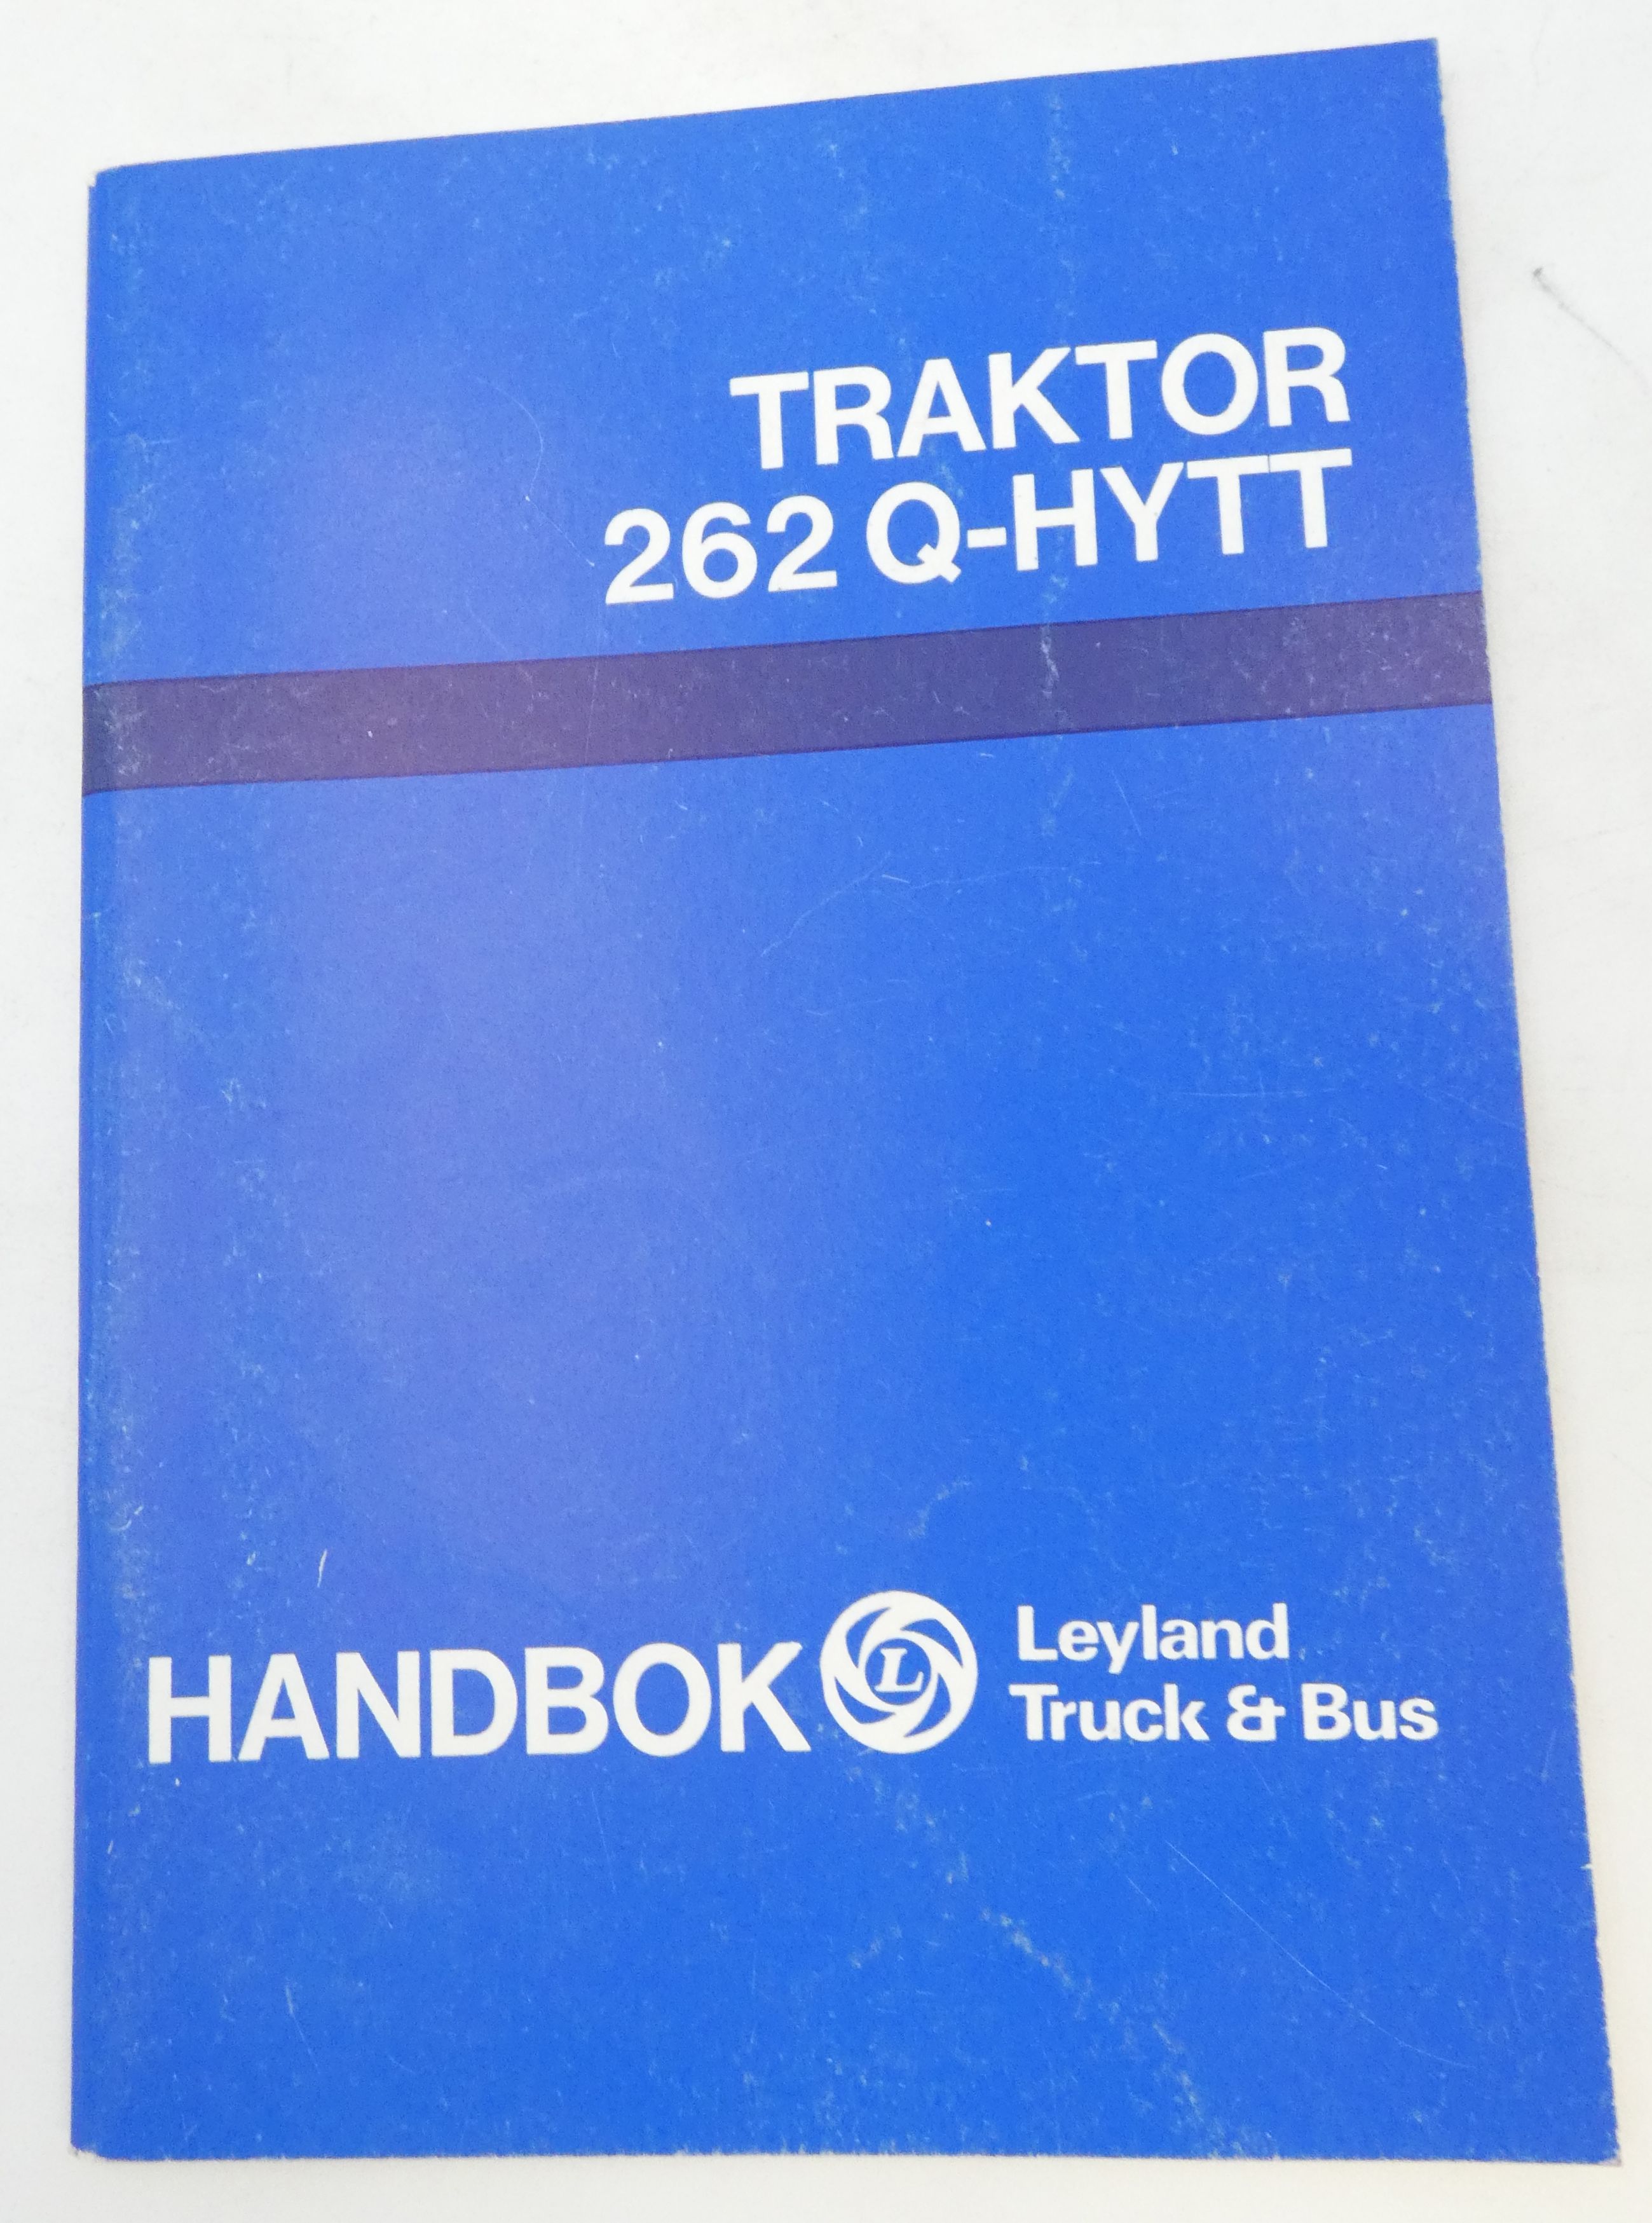 TRAKTOR
262 Q-HYTT
HANDBOK
L
Leyland
Truck & Bus